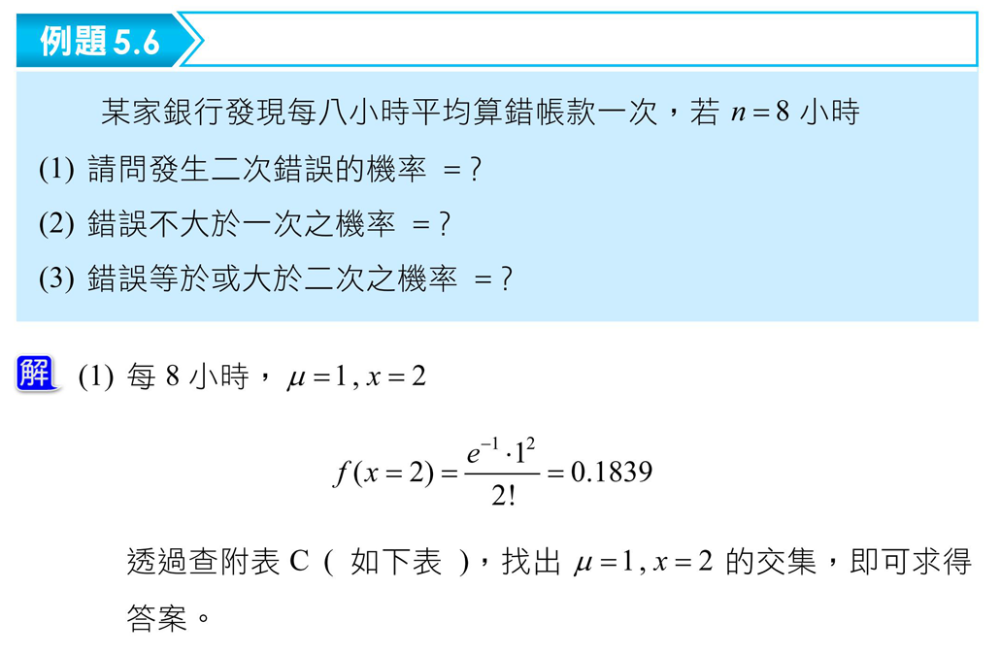 例題 5.6
某家銀行發現每八小時平均算錯帳款一次，若 n = 8 小時
(1) 請問發生二次錯誤的機率 = ?
(2) 錯誤不大於一次之機率 = ?
(3) 錯誤等於或大於二次之機率 = ?
解 (1) 每 8 小時，μ = 1, x = 2
f(x = 2) = \frac{e^{-1} \cdot 1^2}{2!} = 0.1839
透過查附表 C ( 如下表 )，找出 μ = 1, x = 2 的交集，即可求得
答案。